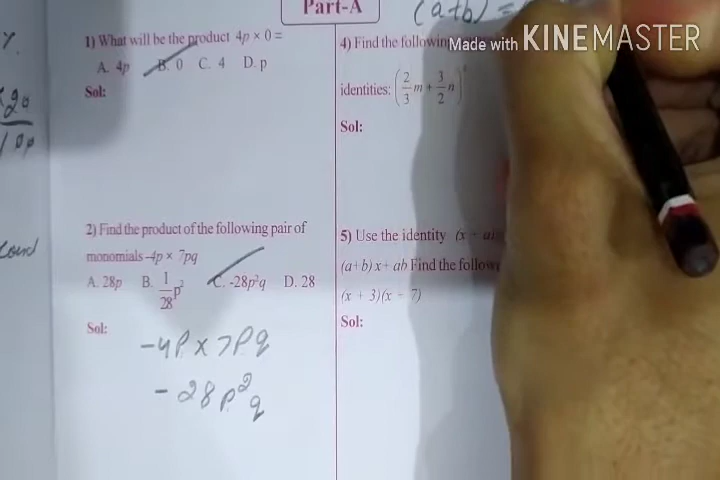 Part-A
1) What will be the product 4p × 0 =
A. 4p B. 0 C. 4 D. p
Sol:
2) Find the product of the following pair of
monomials -4p × 7pq
A. 28p B. 1/28 p² C. -28p²q D. 28
Sol:
-4P × 7Pq
- 28 p² q
(a+b) =
4) Find the following
identities: (2/3 m + 3/2 n)
Sol:
5) Use the identity (x + a)
(a+b) x + ab Find the follow
(x + 3)(x - 7)
Sol:
Made with KINEMASTER